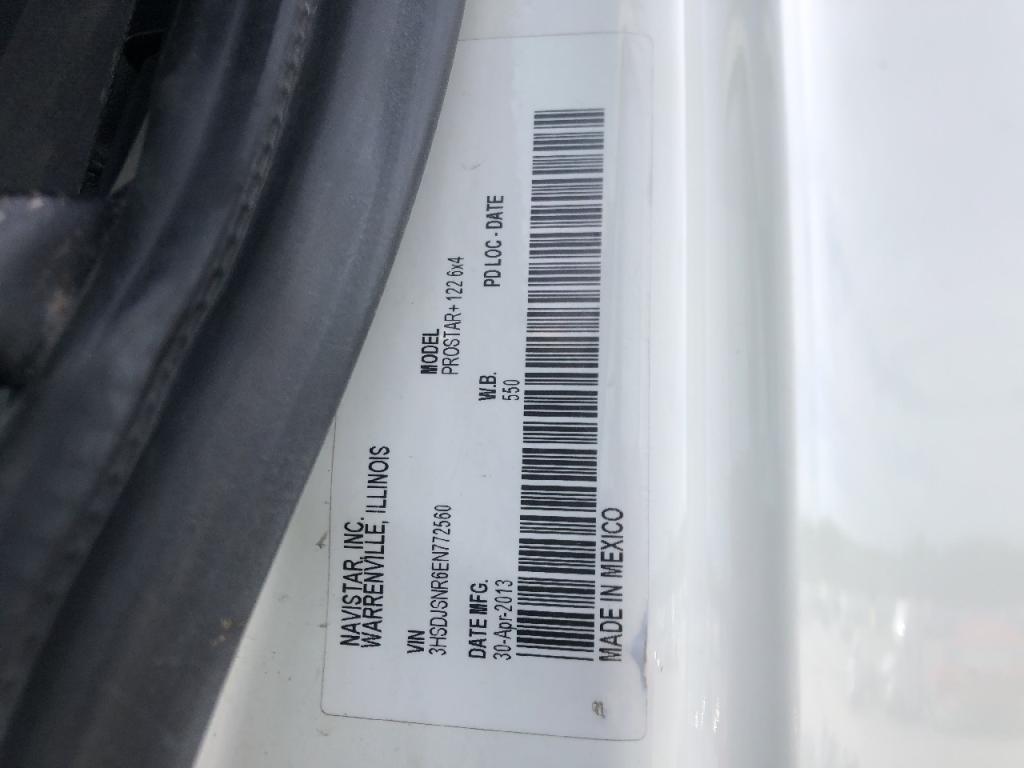 NAVISTAR, INC.
WARRENVILLE, ILLINOIS
VIN
3HSDJSNR6EN772560
MODEL
PROSTAR+ 122 6x4
DATE MFG.
30-Apr-2013
W.B.
550
PD LOC - DATE
MADE IN MEXICO